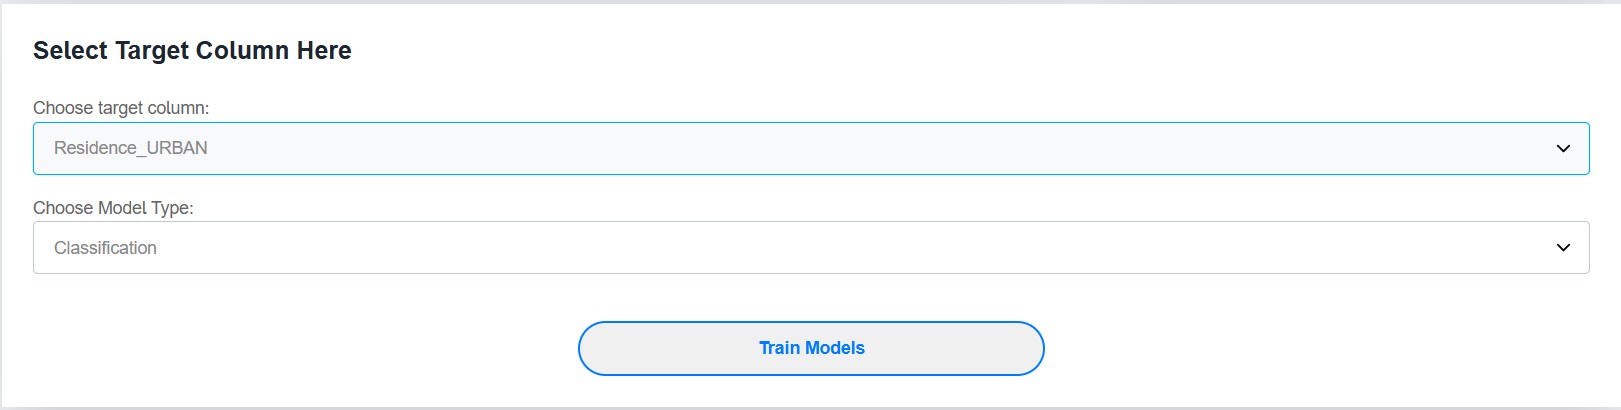 Select Target Column Here
Choose target column:
Residence_URBAN
Choose Model Type:
Classification
Train Models